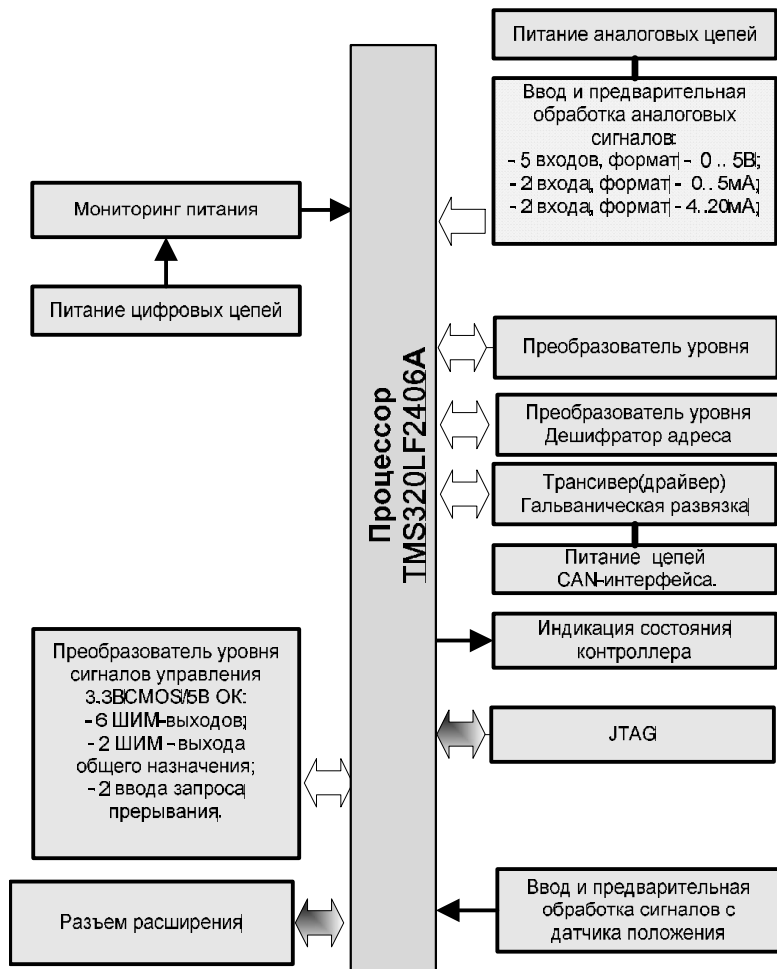 Питание аналоговых цепей
Ввод и предварительная
обработка аналоговых
сигналов:
- 5 входов, формат - 0 .. 5В;
- 2 входа, формат - 0..5мА;
- 2 входа, формат - 4..20мА;
Мониторинг питания
Питание цифровых цепей
Процессор
TMS320LF2406A
Преобразователь уровня
Преобразователь уровня
Дешифратор адреса
Трансивер(драйвер)
Гальваническая развязка
Питание цепей
CAN-интерфейса.
Индикация состояния
контроллера
Преобразователь уровня
сигналов управления
3.3ВCMOS/5В ОК:
-6 ШИМ-выходов;
-2 ШИМ -выхода
общего назначения;
-2 ввода запроса
прерывания.
JTAG
Разъем расширения
Ввод и предварительная
обработка сигналов с
датчика положения